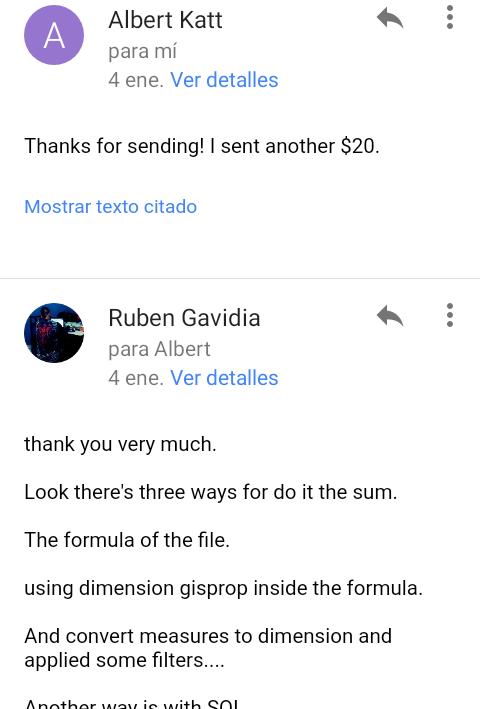 A
Albert Katt
para mí
4 ene. Ver detalles
Thanks for sending! I sent another $20.
Mostrar texto citado
Ruben Gavidia
para Albert
4 ene. Ver detalles
thank you very much.
Look there's three ways for do it the sum.
The formula of the file.
using dimension gisprop inside the formula.
And convert measures to dimension and
applied some filters....
Another way is with SQL